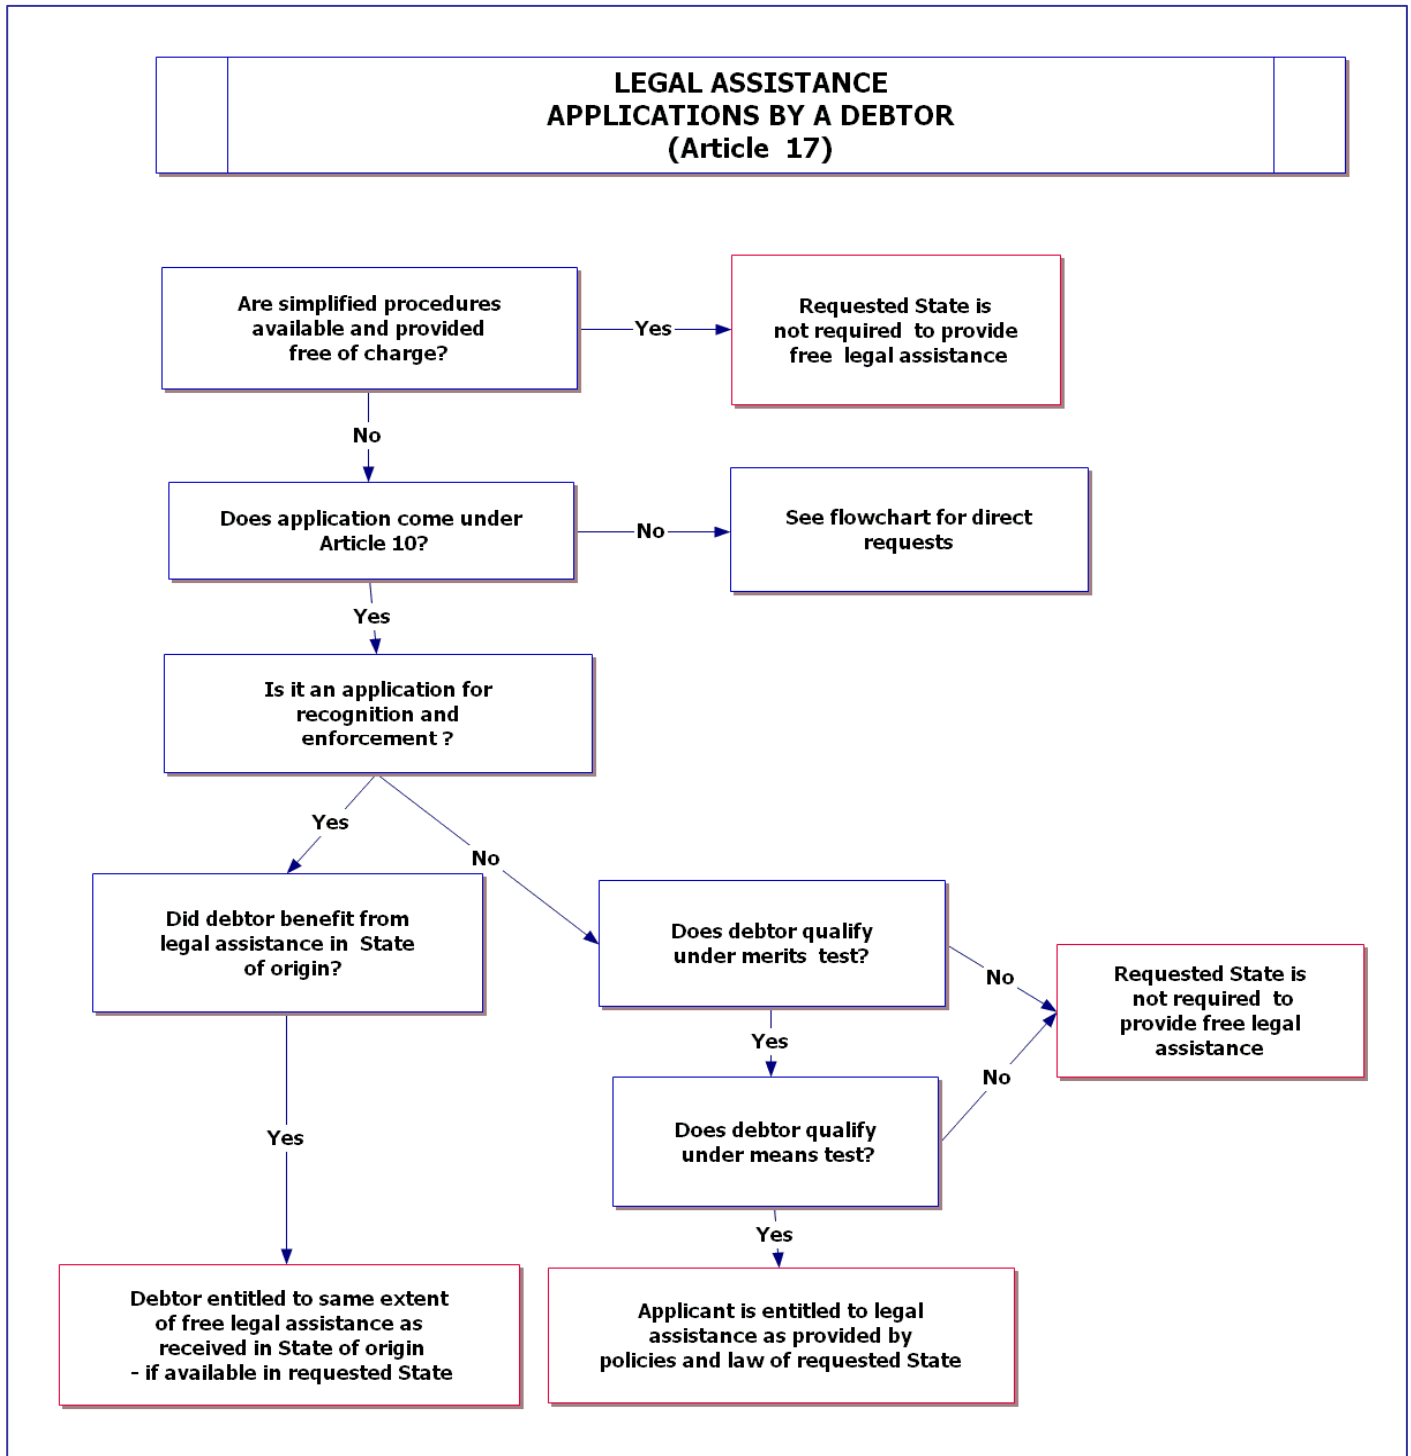 LEGAL ASSISTANCE
APPLICATIONS BY A DEBTOR
(Article 17)
Are simplified procedures
available and provided
free of charge?
Yes
Requested State is
not required to provide
free legal assistance
No
Does application come under
Article 10?
No
See flowchart for direct
requests
Yes
Is it an application for
recognition and
enforcement ?
Yes
No
Did debtor benefit from
legal assistance in State
of origin?
Does debtor qualify
under merits test?
No
Requested State is
not required to
provide free legal
assistance
Yes
No
Does debtor qualify
under means test?
Yes
Yes
Debtor entitled to same extent
of free legal assistance as
received in State of origin
- if available in requested State
Applicant is entitled to legal
assistance as provided by
policies and law of requested State